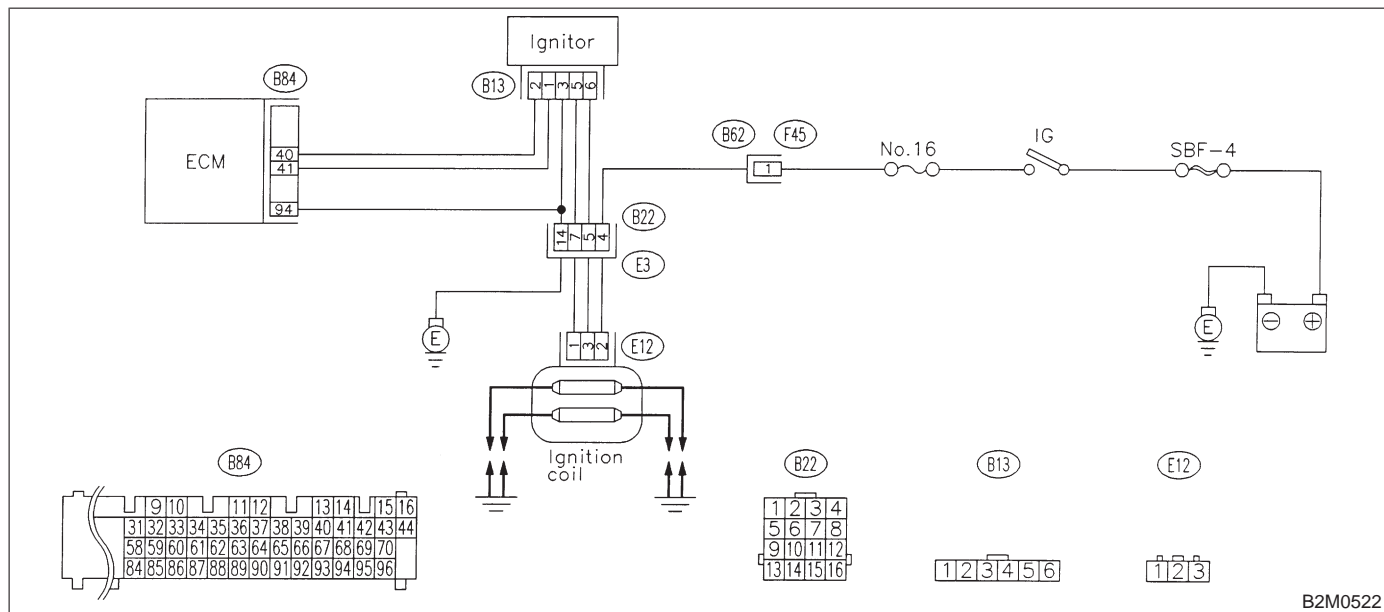 Ignitor
B84
B13
2 1 3 5 6
B62
F45
No.16
IG
SBF-4
ECM
40
41
94
1
B22
14 7 5 4
E3
E
E
⊖ ⊕
1 3 2
E12
Ignition
coil
B84
B22
B13
E12
9 10 11 12 13 14 15 16
31 32 33 34 35 36 37 38 39 40 41 42 43 44
58 59 60 61 62 63 64 65 66 67 68 69 70
84 85 86 87 88 89 90 91 92 93 94 95 96
1 2 3 4
5 6 7 8
9 10 11 12
13 14 15 16
1 2 3 4 5 6
1 2 3
B2M0522